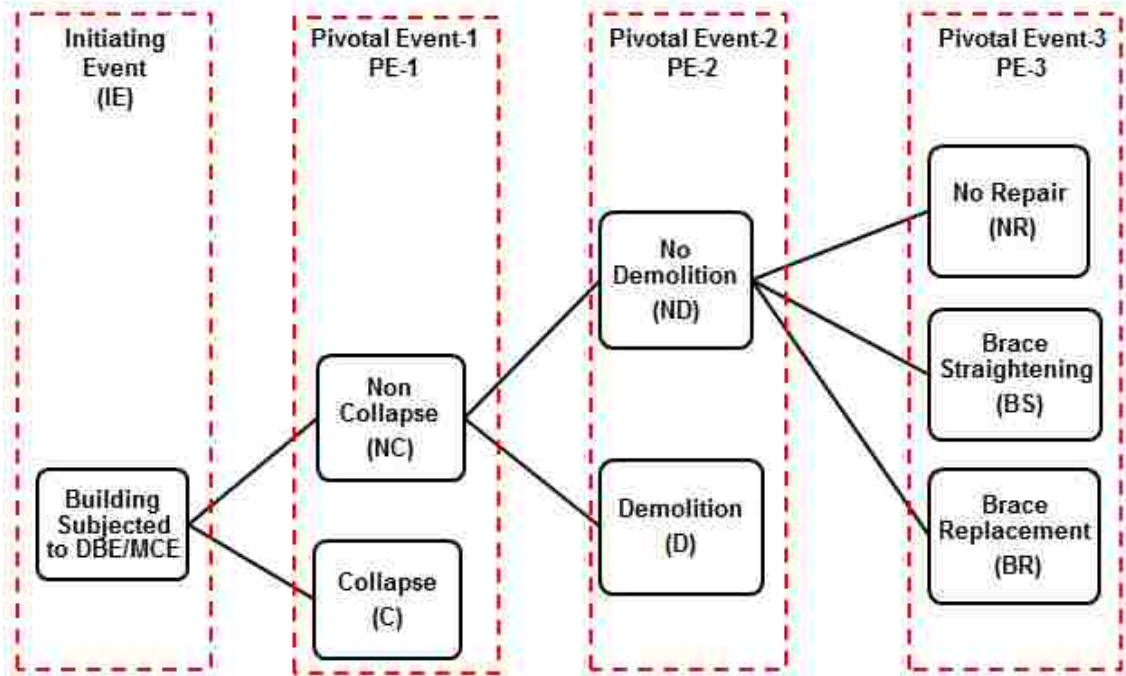 Initiating
Event
(IE)
Pivotal Event-1
PE-1
Pivotal Event-2
PE-2
Pivotal Event-3
PE-3
Building
Subjected
to DBE/MCE
Non
Collapse
(NC)
Collapse
(C)
No
Demolition
(ND)
Demolition
(D)
No Repair
(NR)
Brace
Straightening
(BS)
Brace
Replacement
(BR)